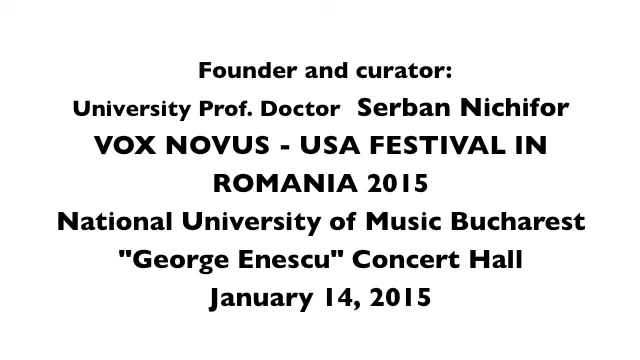 Founder and curator:
University Prof. Doctor Serban Nichifor
VOX NOVUS - USA FESTIVAL IN
ROMANIA 2015
National University of Music Bucharest
"George Enescu" Concert Hall
January 14, 2015